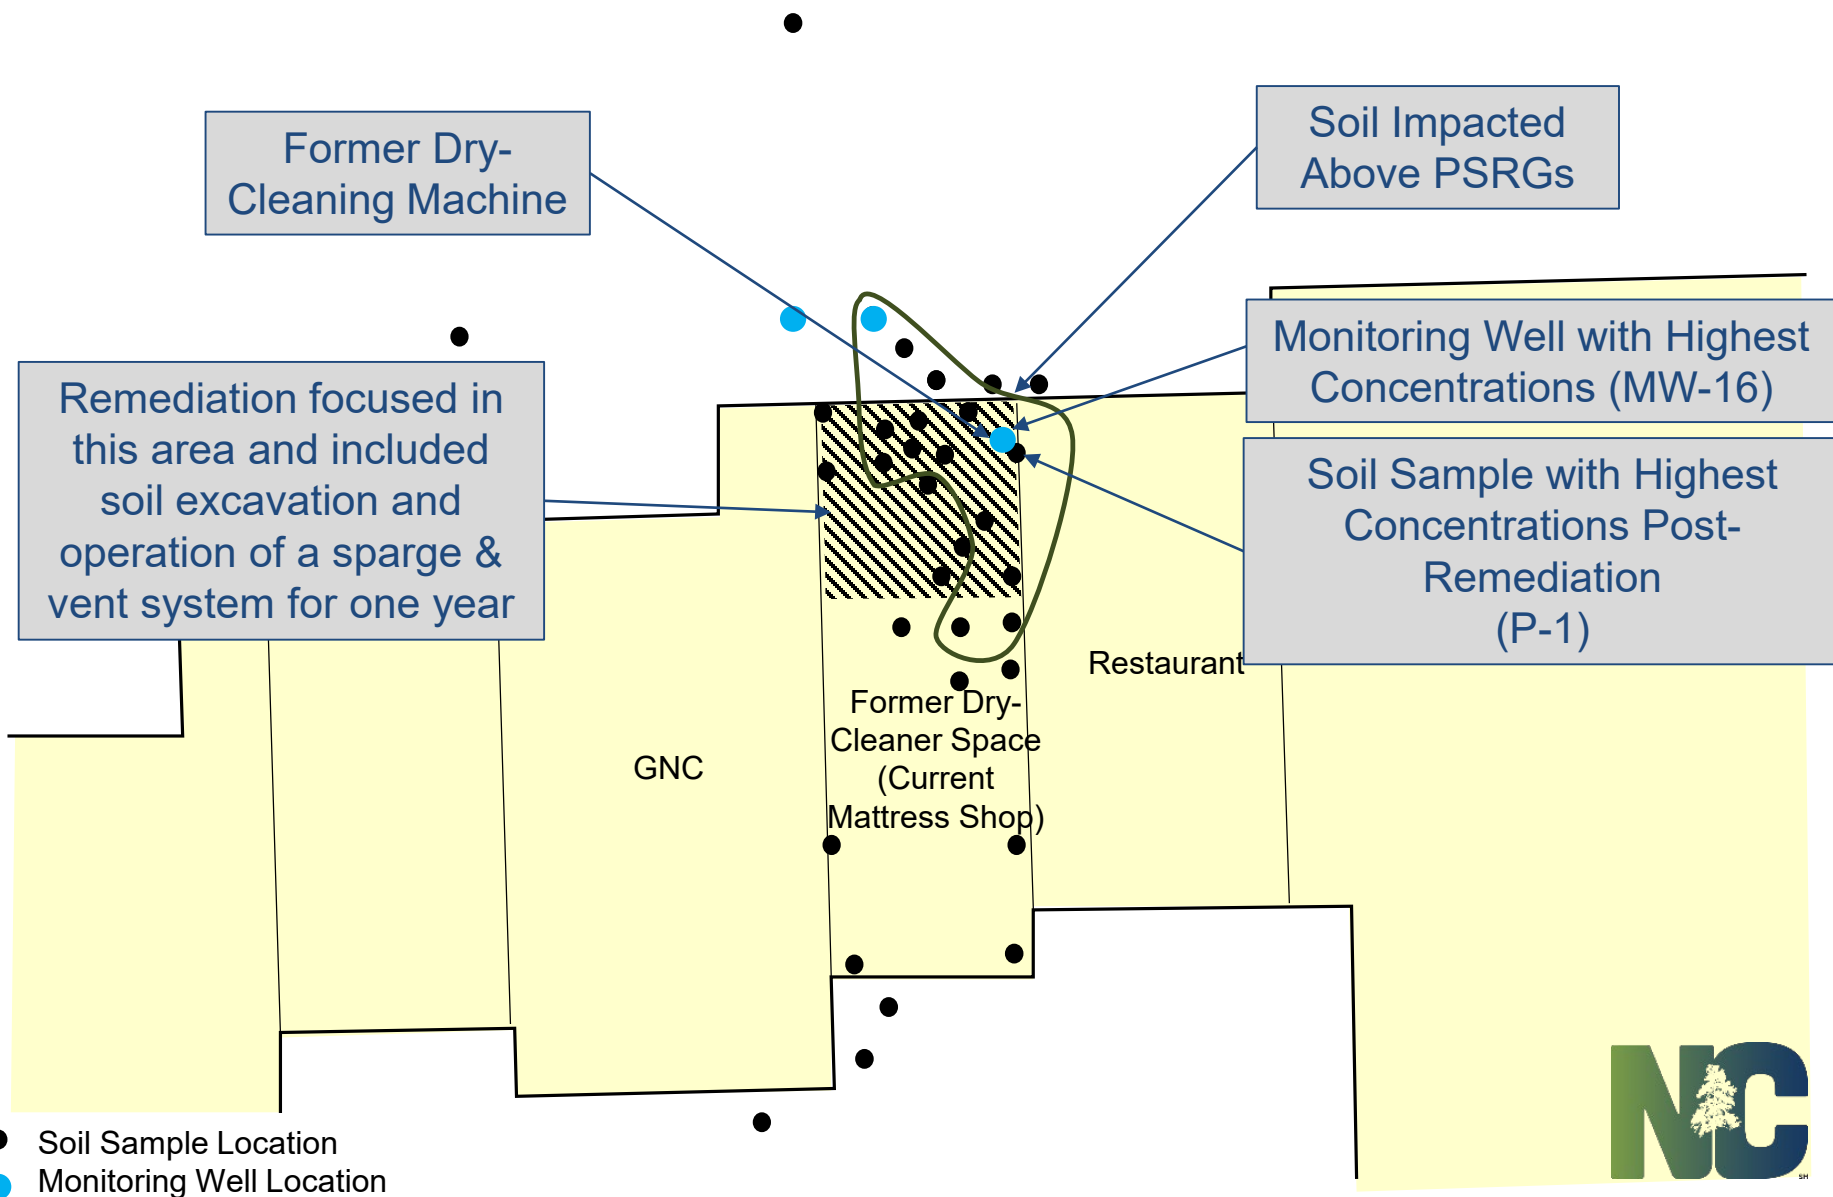 Former Dry-
Cleaning Machine
Soil Impacted
Above PSRGs
Monitoring Well with Highest
Concentrations (MW-16)
Remediation focused in
this area and included
soil excavation and
operation of a sparge &
vent system for one year
Soil Sample with Highest
Concentrations Post-
Remediation
(P-1)
Restaurant
Former Dry-
Cleaner Space
(Current
Mattress Shop)
GNC
Soil Sample Location
Monitoring Well Location
NC
SM